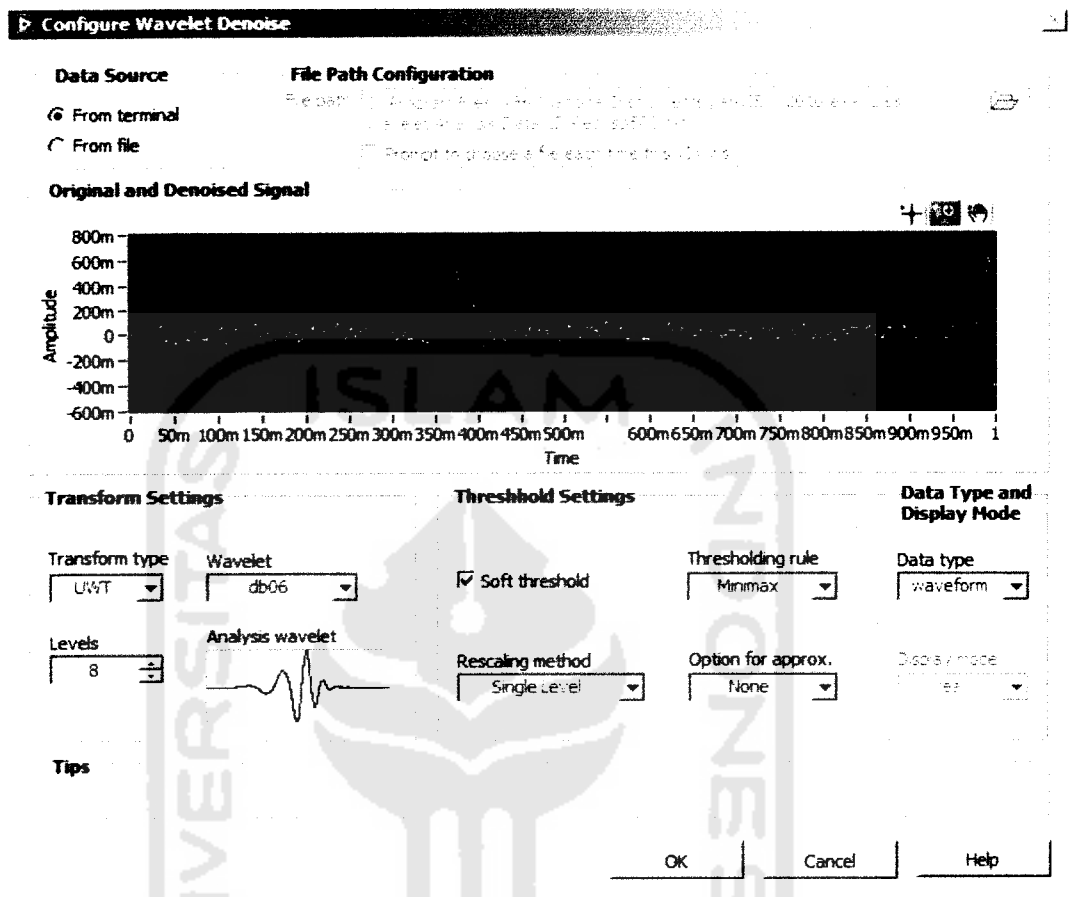 Configure Wavelet Denoise
Data Source
File Path Configuration
From terminal
From file
Original and Denoised Signal
Amplitude
800m
600m
400m
200m
0
-200m
-400m
-600m
0 50m 100m 150m 200m 250m 300m 350m 400m 450m 500m 600m 650m 700m 750m 800m 850m 900m 950m 1
Time
Transform Settings
Threshhold Settings
Data Type and
Display Mode
Transform type
UWT
Wavelet
db06
Soft threshold
Thresholding rule
Minimax
Data type
waveform
Levels
8
Analysis wavelet
Rescaling method
Single Level
Option for approx.
None
Display mode
Tips
OK
Cancel
Help
ISLAM
UNIVERSITAS